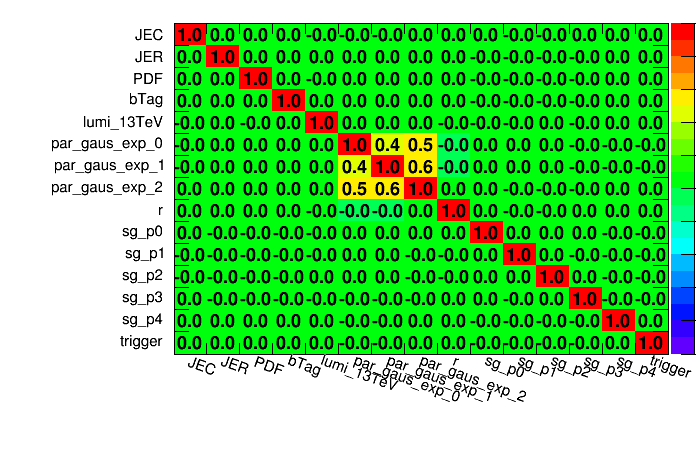 JEC 1.0 0.0 0.0 0.0 -0.0 -0.0 0.0 0.0 0.0 0.0 -0.0 -0.0 0.0 -0.0 0.0
JER 0.0 1.0 0.0 0.0 0.0 0.0 0.0 0.0 0.0 -0.0 -0.0 -0.0 -0.0 0.0 0.0
PDF 0.0 0.0 1.0 0.0 -0.0 -0.0 0.0 0.0 0.0 -0.0 0.0 -0.0 0.0 0.0 0.0
bTag 0.0 0.0 0.0 1.0 0.0 0.0 0.0 0.0 0.0 -0.0 -0.0 -0.0 -0.0 0.0 0.0
lumi_13TeV -0.0 0.0 -0.0 0.0 1.0 0.0 0.0 0.0 -0.0 0.0 -0.0 0.0 -0.0 0.0 0.0
par_gaus_exp_0 -0.0 0.0 -0.0 0.0 0.0 1.0 0.4 0.5 -0.0 0.0 0.0 0.0 0.0 -0.0 -0.0
par_gaus_exp_1 0.0 0.0 0.0 0.0 0.0 0.4 1.0 0.6 -0.0 -0.0 0.0 0.0 0.0 -0.0 -0.0
par_gaus_exp_2 0.0 0.0 0.0 0.0 0.0 0.5 0.6 1.0 0.0 0.0 0.0 0.0 0.0 -0.0 0.0
r 0.0 0.0 0.0 0.0 -0.0 -0.0 -0.0 0.0 1.0 0.0 -0.0 -0.0 -0.0 0.0 0.0
sg_p0 0.0 -0.0 -0.0 -0.0 0.0 0.0 -0.0 0.0 0.0 1.0 0.0 -0.0 0.0 0.0 0.0
sg_p1 -0.0 -0.0 0.0 -0.0 -0.0 0.0 0.0 0.0 -0.0 0.0 1.0 0.0 -0.0 0.0 0.0
sg_p2 -0.0 -0.0 -0.0 -0.0 0.0 0.0 0.0 0.0 -0.0 -0.0 0.0 1.0 0.0 -0.0 0.0
sg_p3 0.0 -0.0 0.0 -0.0 -0.0 0.0 0.0 0.0 -0.0 0.0 -0.0 0.0 1.0 0.0 -0.0
sg_p4 -0.0 0.0 0.0 0.0 0.0 -0.0 -0.0 -0.0 0.0 0.0 0.0 -0.0 0.0 1.0 0.0
trigger 0.0 0.0 0.0 0.0 0.0 -0.0 -0.0 0.0 0.0 0.0 0.0 0.0 -0.0 0.0 1.0
JEC JER PDF bTag lumi_13TeV par_gaus_exp_0 par_gaus_exp_1 par_gaus_exp_2 r sg_p0 sg_p1 sg_p2 sg_p3 sg_p4 trigger